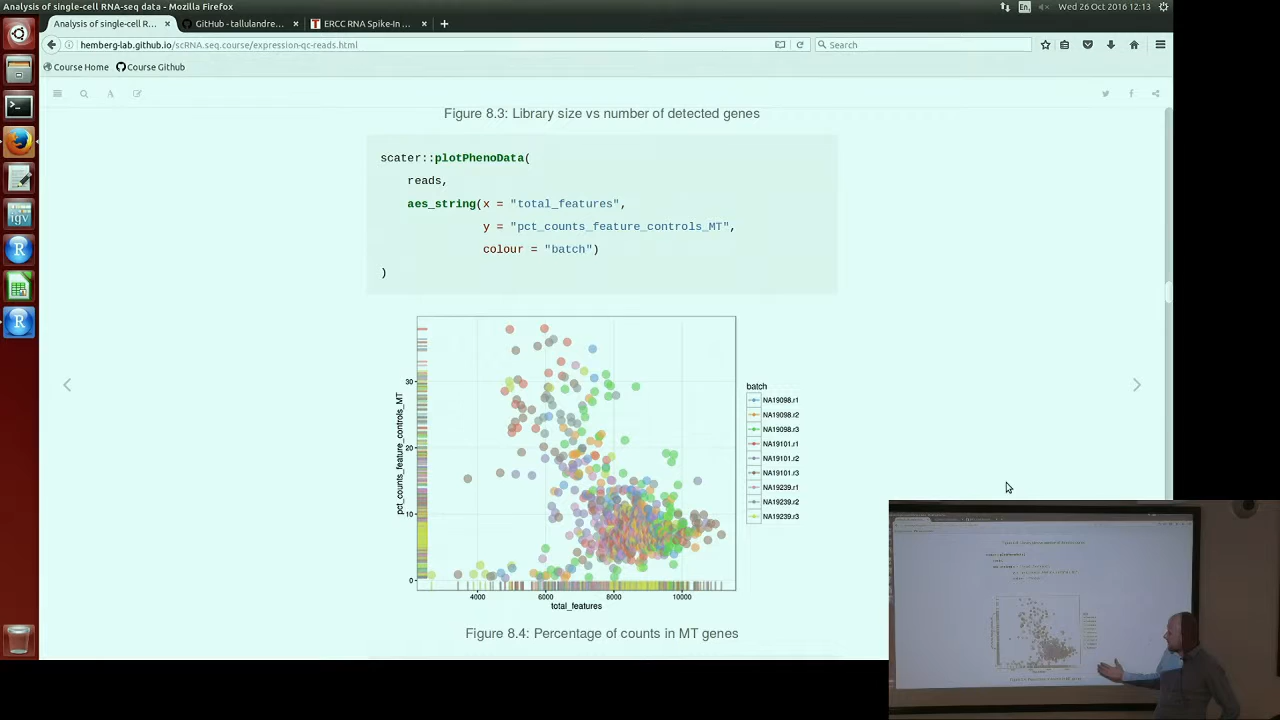 Analysis of single-cell RNA-seq data - Mozilla Firefox
En
Wed 26 Oct 2016 12:13
Analysis of single-cell R... ×
GitHub - tallulandre... ×
ERCC RNA Spike-In ... ×
hemberg-lab.github.io/scRNA.seq.course/expression-qc-reads.html
Search
Course Home
Course Github
A
Figure 8.3: Library size vs number of detected genes
scater::plotPhenoData(
reads,
aes_string(x = "total_features",
y = "pct_counts_feature_controls_MT",
colour = "batch")
)
igv
R
R
pct_counts_feature_controls_MT
30
20
10
0
4000
6000
8000
10000
total_features
batch
NA19098.r1
NA19098.r2
NA19098.r3
NA19101.r1
NA19101.r2
NA19101.r3
NA19239.r1
NA19239.r2
NA19239.r3
Figure 8.4: Percentage of counts in MT genes